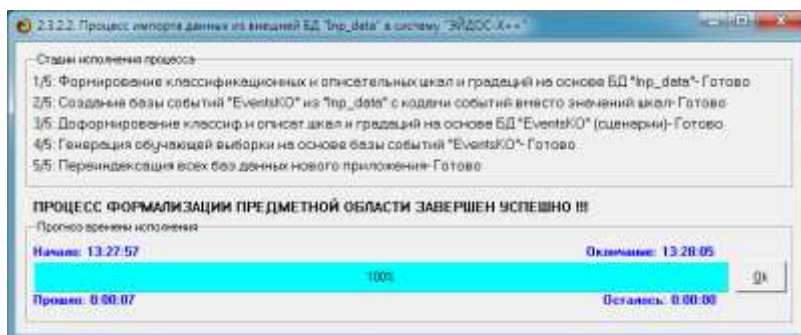 2.3.2.2. Процесс импорта данных из внешней БД "Inp_data" в систему "ЭЙДОС-X++"
Стадии исполнения процесса
1/5: Формирование классификационных и описательных шкал и градаций на основе БД "Inp_data"- Готово
2/5: Создание базы событий "EventsKO" из "Inp_data" с кодами событий вместо значений шкал- Готово
3/5: Доформирование классиф.и описат.шкал и градаций на основе БД "EventsKO" (сценарии)- Готово
4/5: Генерация обучающей выборки на основе базы событий "EventsKO"- Готово
5/5: Переиндексация всех баз данных нового приложения- Готово
ПРОЦЕСС ФОРМАЛИЗАЦИИ ПРЕДМЕТНОЙ ОБЛАСТИ ЗАВЕРШЕН УСПЕШНО !!!
Прогноз времени исполнения
Начало: 13:27:57 Окончание: 13:28:05
100%
Ok
Прошло: 0:00:07 Осталось: 0:00:00